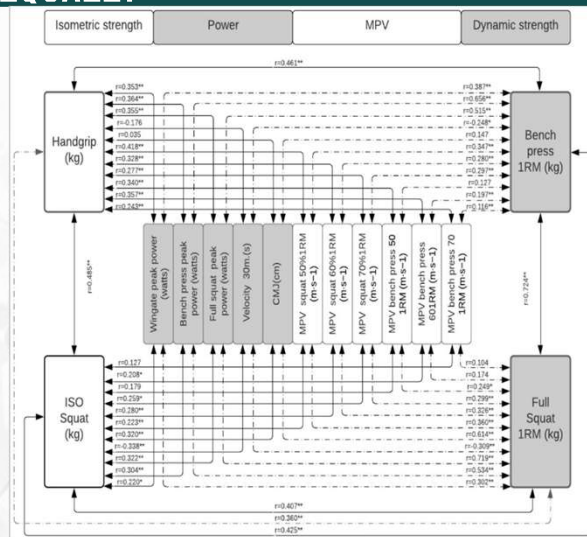 Isometric strength
Power
MPV
Dynamic strength
r=0.461**
r=0.353**
r=0.364**
r=0.355**
r=-0.176
r=0.035
r=0.418**
r=0.328**
r=0.277**
r=0.340**
r=0.357**
r=0.243**
r=0.387**
r=0.656**
r=0.515**
r=-0.248*
r=0.147
r=0.347**
r=0.280**
r=0.297**
r=0.127
r=0.197**
r=0.116**
Handgrip
(kg)
Bench
press
1RM (kg)
r=0.485**
r=0.724**
Wingate peak power
(watts)
Bench press peak
power (watts)
Full squat peak
power (watts)
Velocity 30m.(s)
CMJ(cm)
MPV squat 50%1RM
(m·s−1)
MPV squat 60%1RM
(m·s−1)
MPV squat 70%1RM
(m·s−1)
MPV bench press 50
1RM (m·s−1)
MPV bench press
601RM (m·s−1)
MPV bench press 70
1RM (m·s−1)
r=0.127
r=0.208*
r=0.179
r=0.259*
r=0.280**
r=0.223**
r=0.320**
r=-0.338**
r=0.322**
r=0.304**
r=0.220*
r=0.104
r=0.174
r=0.249*
r=0.299**
r=0.326**
r=0.360**
r=0.614**
r=-0.309**
r=0.719**
r=0.534**
r=0.302**
ISO
Squat
(kg)
Full
Squat
1RM (kg)
r=0.407**
r=0.360**
r=0.425**